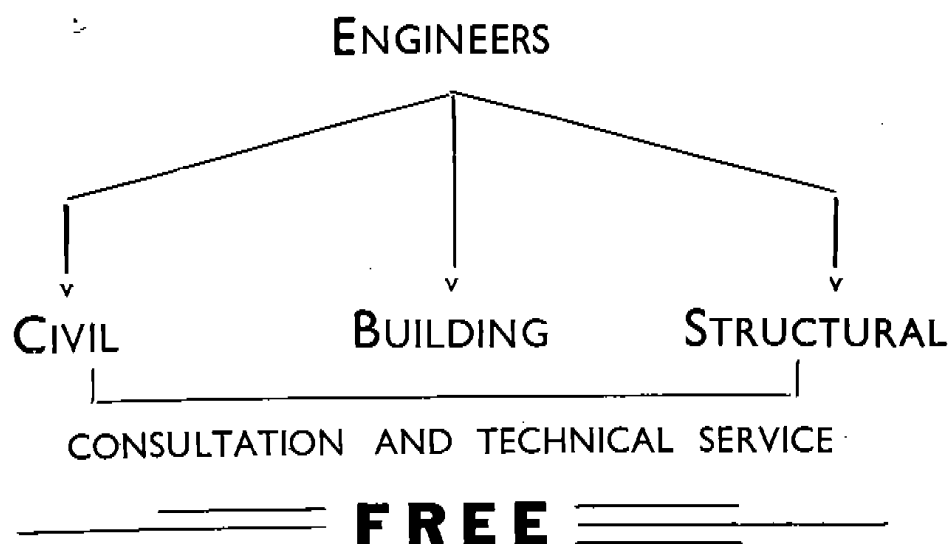 ENGINEERS
CIVIL BUILDING STRUCTURAL
CONSULTATION AND TECHNICAL SERVICE
FREE